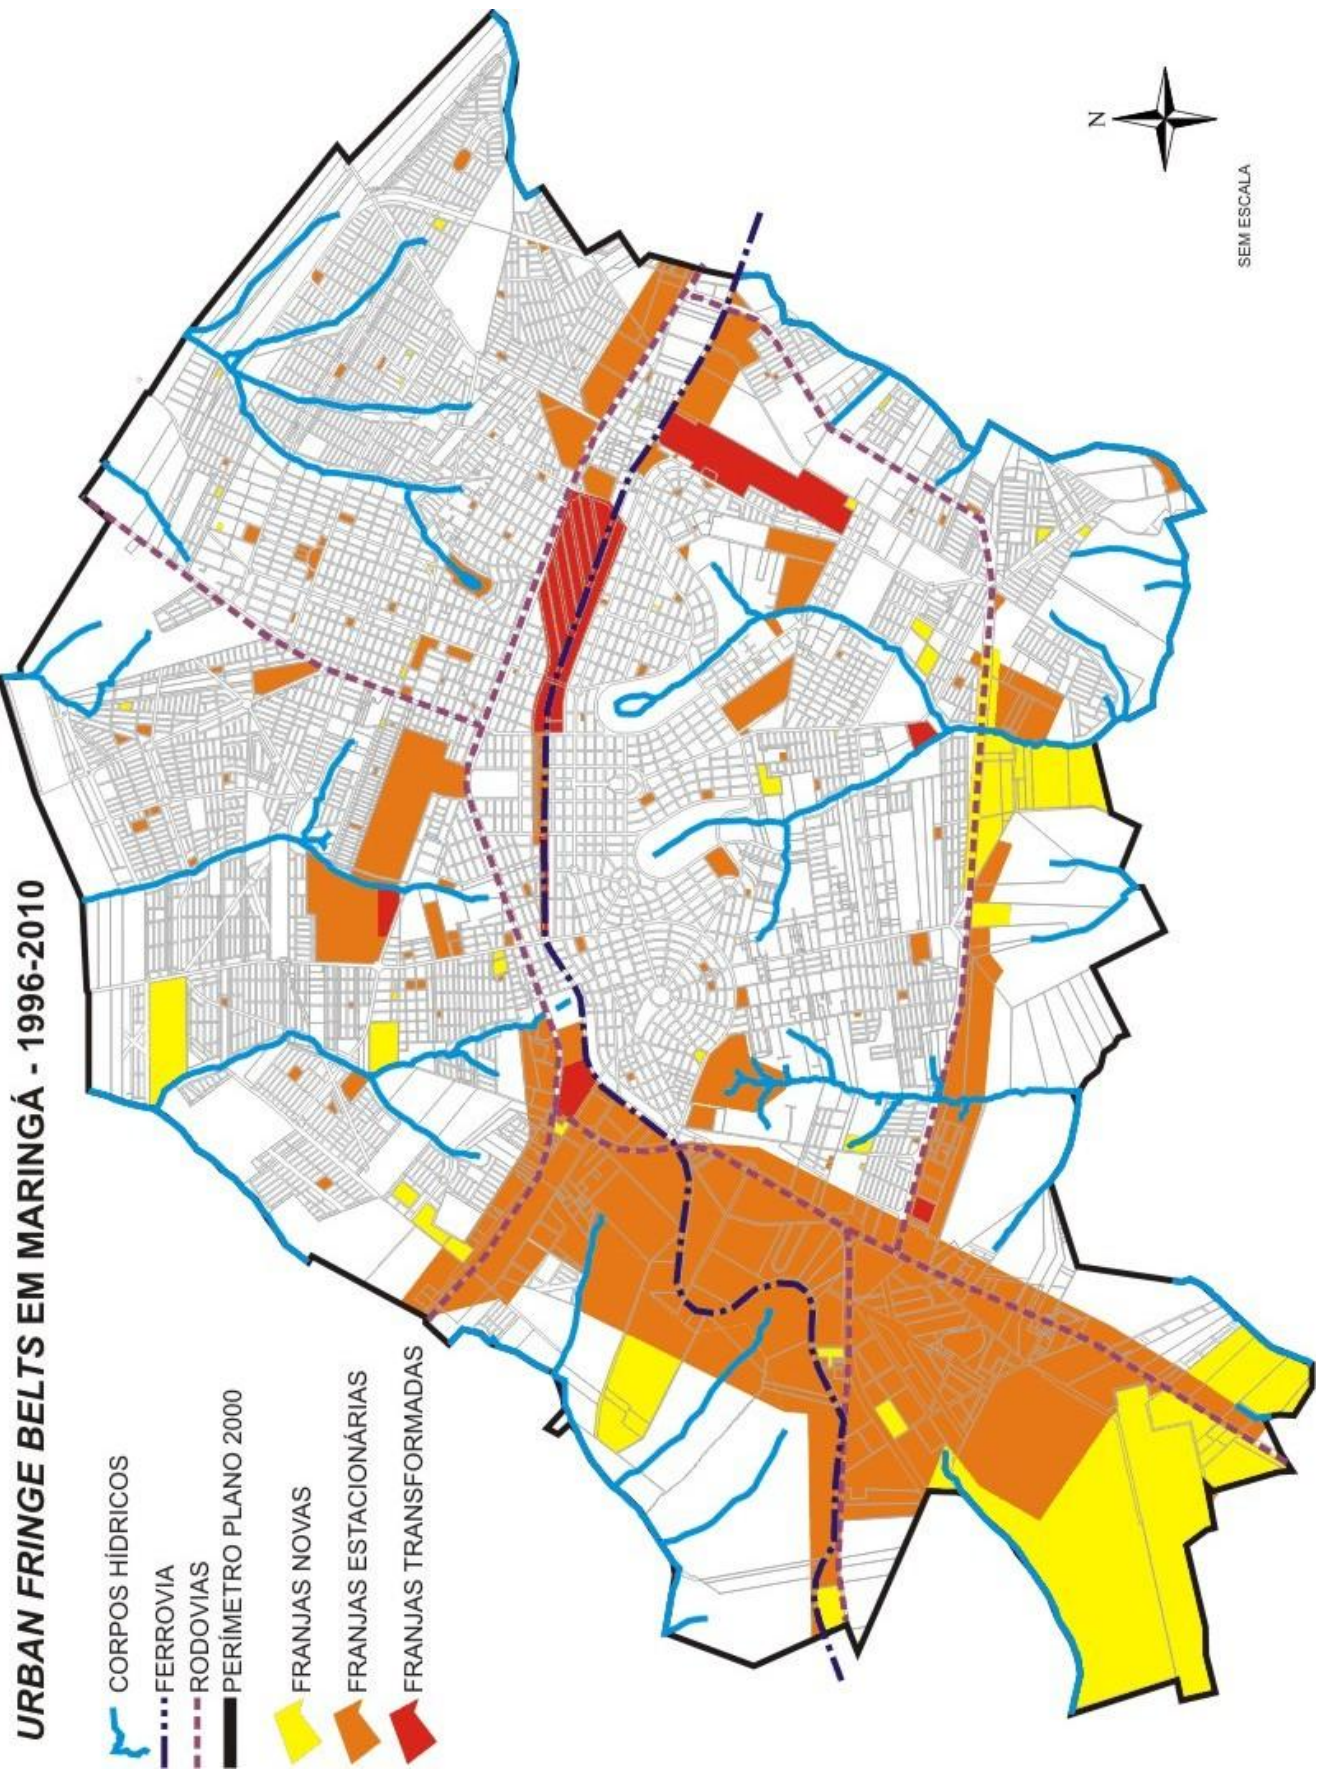 URBAN FRINGE BELTS EM MARINGÁ - 1996-2010
CORPOS HÍDRICOS
FERROVIA
RODOVIAS
PERÍMETRO PLANO 2000
FRANJAS NOVAS
FRANJAS ESTACIONÁRIAS
FRANJAS TRANSFORMADAS
N
SEM ESCALA